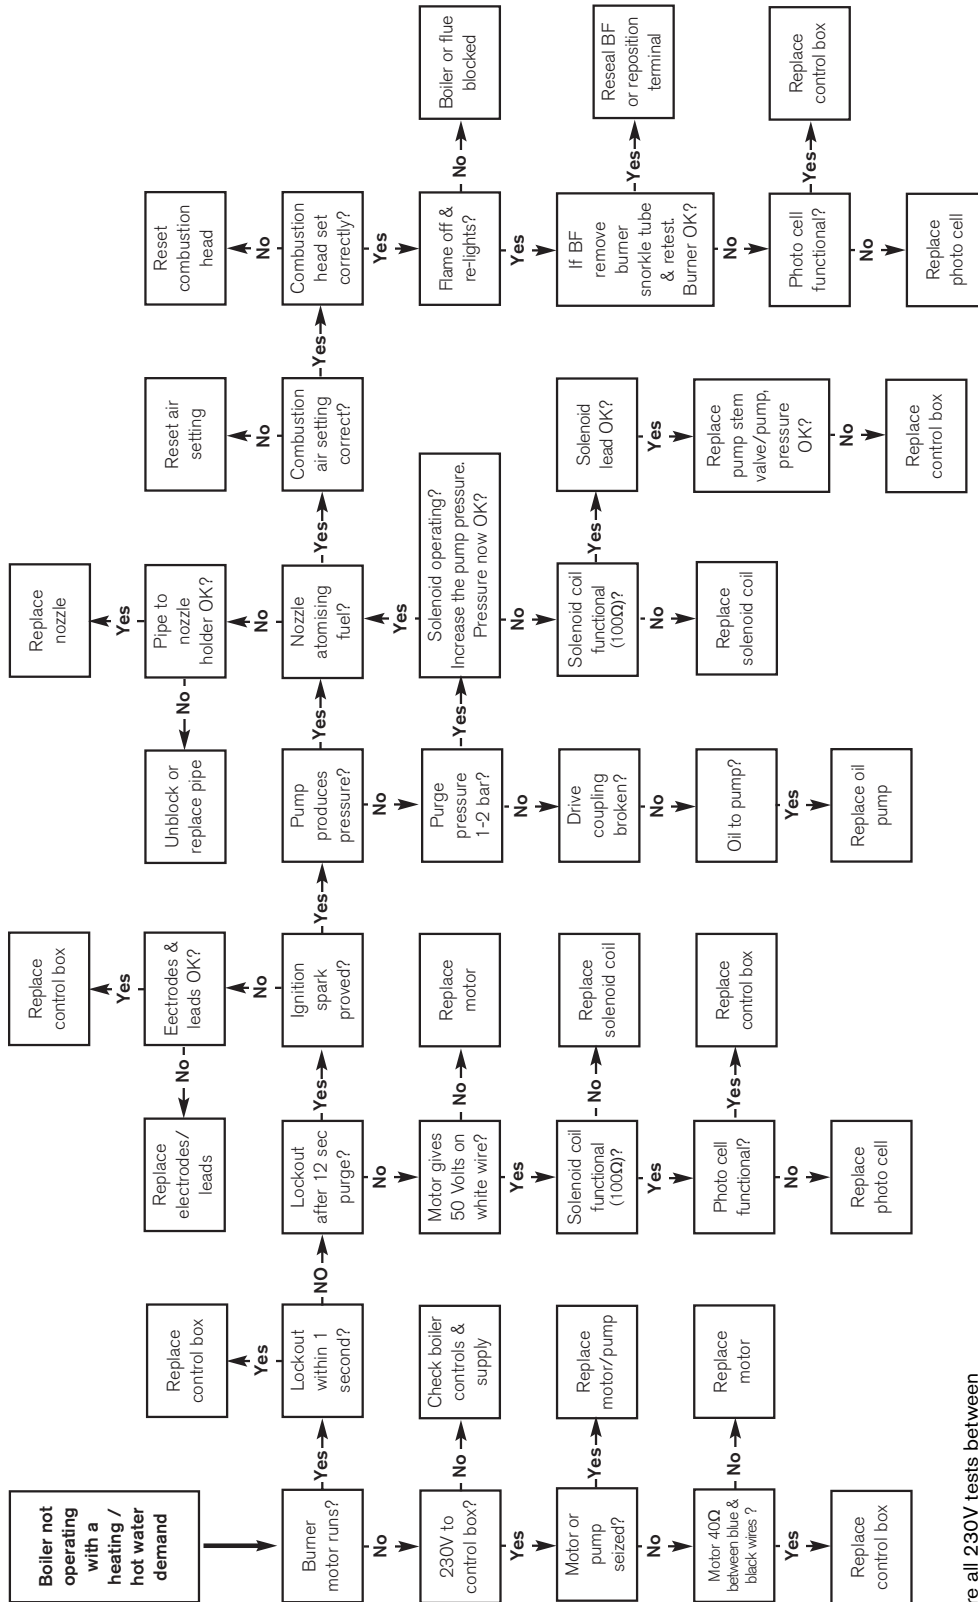 Boiler not
operating
with a
heating /
hot water
demand
Burner
motor runs?
No
230V to
control box?
Yes
Motor or
pump
seized?
No
Motor 40Ω
between blue &
black wires ?
Yes
Replace
control box
Yes
No
Yes
No
Replace
control box
Yes
Lockout
within 1
second?
Check boiler
controls &
supply
Replace
motor/pump
Replace
motor
NO
Replace
electrodes/
leads
Lockout
after 12 sec
purge?
No
Motor gives
50 Volts on
white wire?
Yes
Solenoid coil
functional
(100Ω)?
Yes
Photo cell
functional?
No
Replace
photo cell
No
Yes
No
No
Yes
Replace
control box
Yes
Eectrodes &
leads OK?
No
Ignition
spark
proved?
Replace
motor
Replace
solenoid coil
Replace
control box
Yes
Unblock or
replace pipe
Pump
produces
pressure?
No
Purge
pressure
1-2 bar?
No
Drive
coupling
broken?
No
Oil to pump?
Yes
Replace oil
pump
No
Yes
Yes
Replace
nozzle
Yes
Pipe to
nozzle
holder OK?
No
Nozzle
atomising
fuel?
Yes
Solenoid operating?
Increase the pump pressure.
Pressure now OK?
No
Solenoid coil
functional
(100Ω)?
No
Replace
solenoid coil
Yes
Yes
Reset air
setting
No
Combustion
air setting
correct?
Solenoid
lead OK?
Yes
Replace
pump stem
valve/pump,
pressure
OK?
No
Replace
control box
Yes
Reset
combustion
head
No
Combustion
head set
correctly?
Yes
Flame off &
re-lights?
Yes
If BF
remove
burner
snorkle tube
& retest.
Burner OK?
No
Photo cell
functional?
No
Replace
photo cell
No
Yes
Yes
Boiler or flue
blocked
Reseal BF
or reposition
terminal
Replace
control box
re all 230V tests between